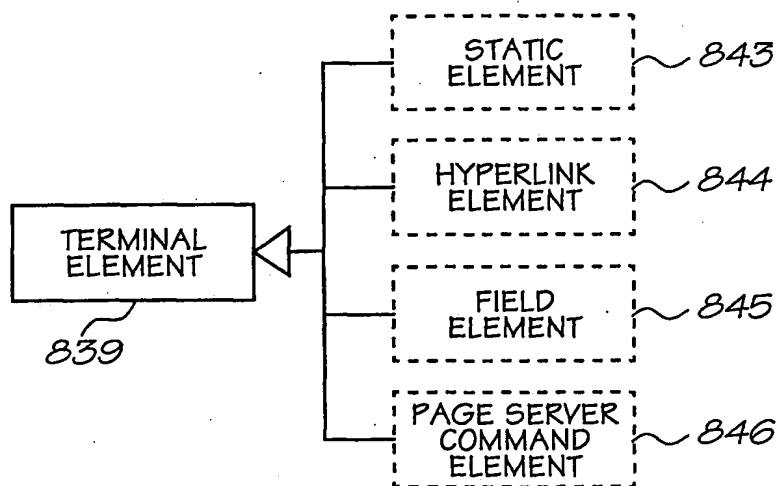 STATIC
ELEMENT
843
HYPERLINK
ELEMENT
844
TERMINAL
ELEMENT
839
FIELD
ELEMENT
845
PAGE SERVER
COMMAND
ELEMENT
846